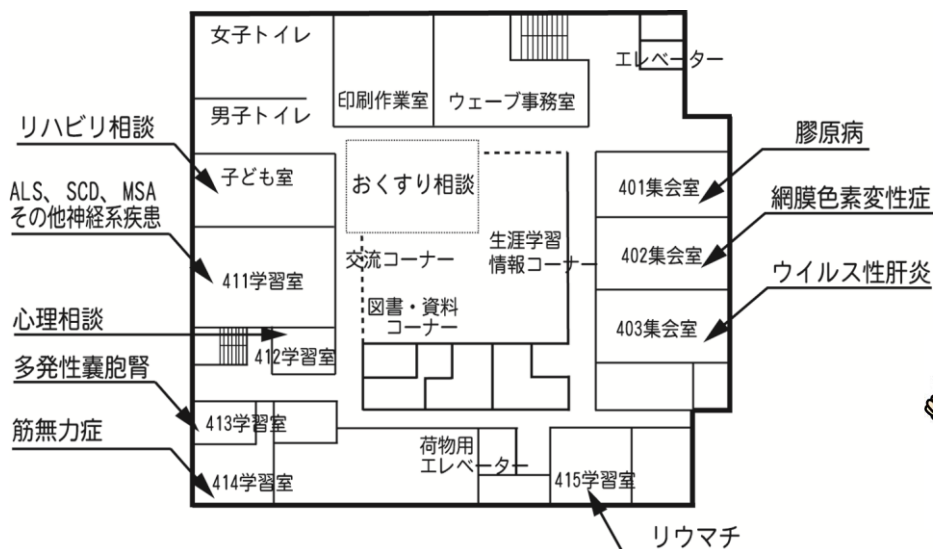 女子トイレ
男子トイレ
印刷作業室
ウェーブ事務室
エレベーター
リハビリ相談
子ども室
おくすり相談
401集会室
膠原病
ALS、SCD、MSA
その他神経系疾患
411学習室
交流コーナー
生涯学習
情報コーナー
402集会室
網膜色素変性症
図書・資料
コーナー
403集会室
ウイルス性肝炎
心理相談
412学習室
多発性嚢胞腎
413学習室
筋無力症
414学習室
荷物用
エレベーター
415学習室
リウマチ